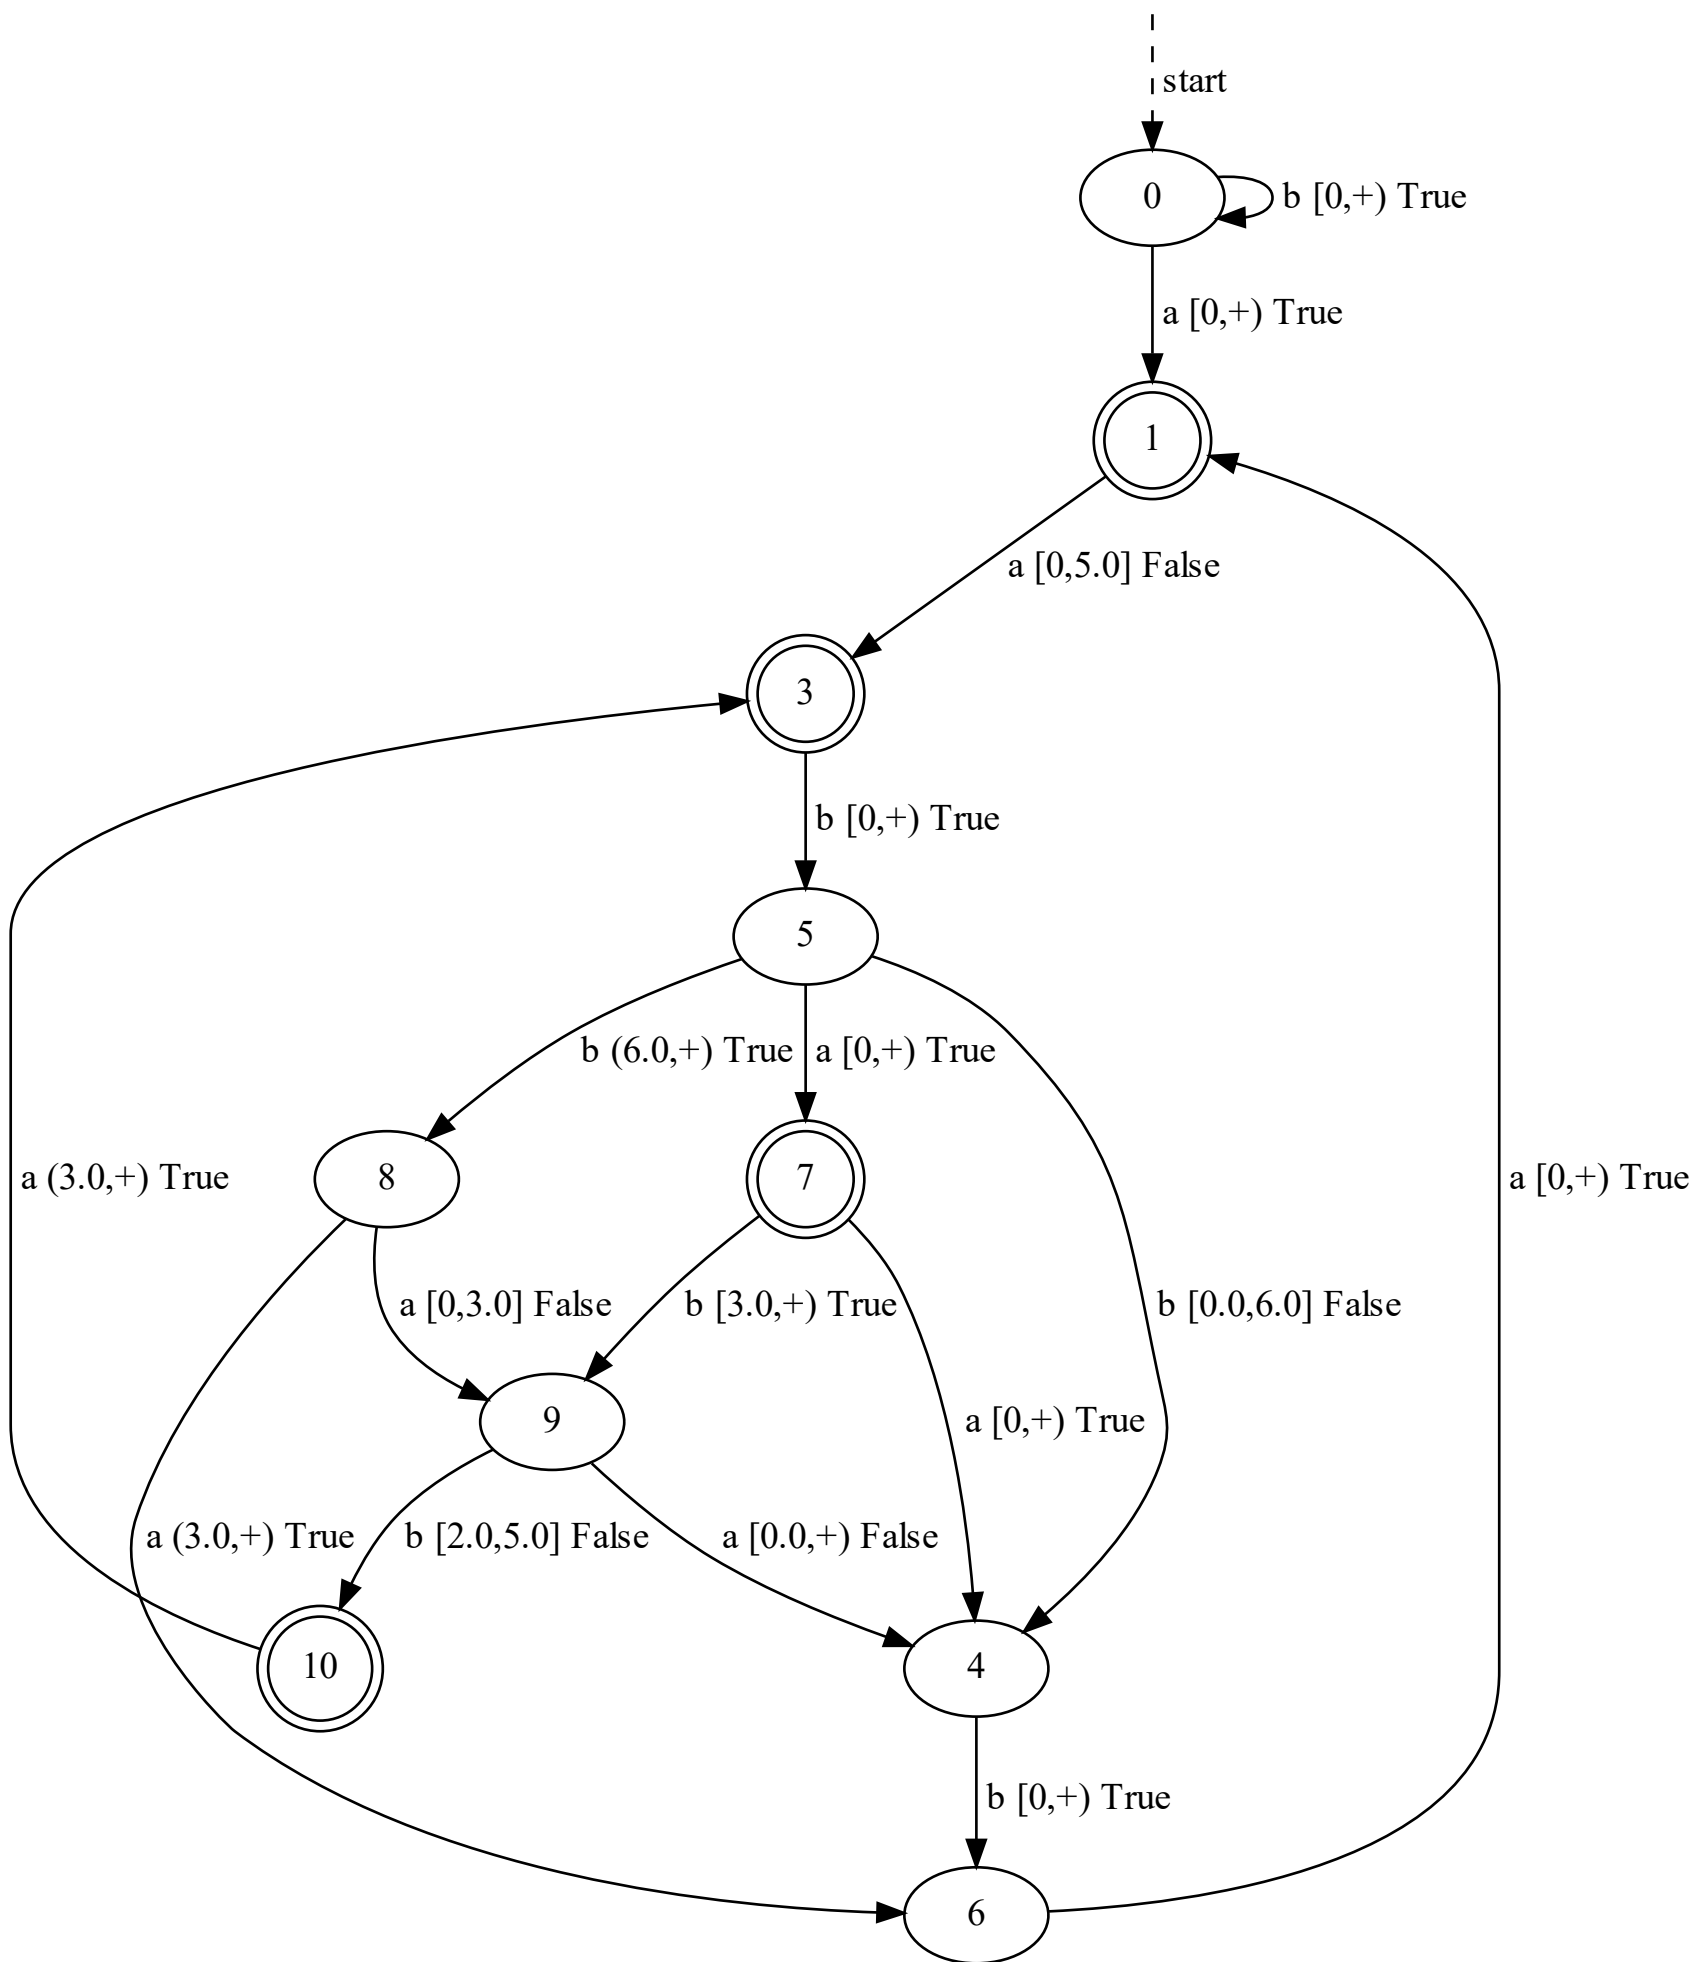 start
0
b [0,+) True
a [0,+) True
1
a [0,5.0] False
3
b [0,+) True
5
b (6.0,+) True
a [0,+) True
a (3.0,+) True
8
7
a [0,+) True
a [0,3.0] False
b [3.0,+) True
b [0.0,6.0] False
9
a [0,+) True
a (3.0,+) True
b [2.0,5.0] False
a [0.0,+) False
10
4
b [0,+) True
6